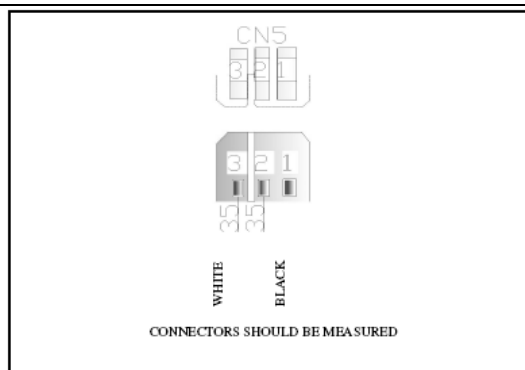 CN5
3 2 1
3 2 1
35 35
WHITE BLACK
CONNECTORS SHOULD BE MEASURED